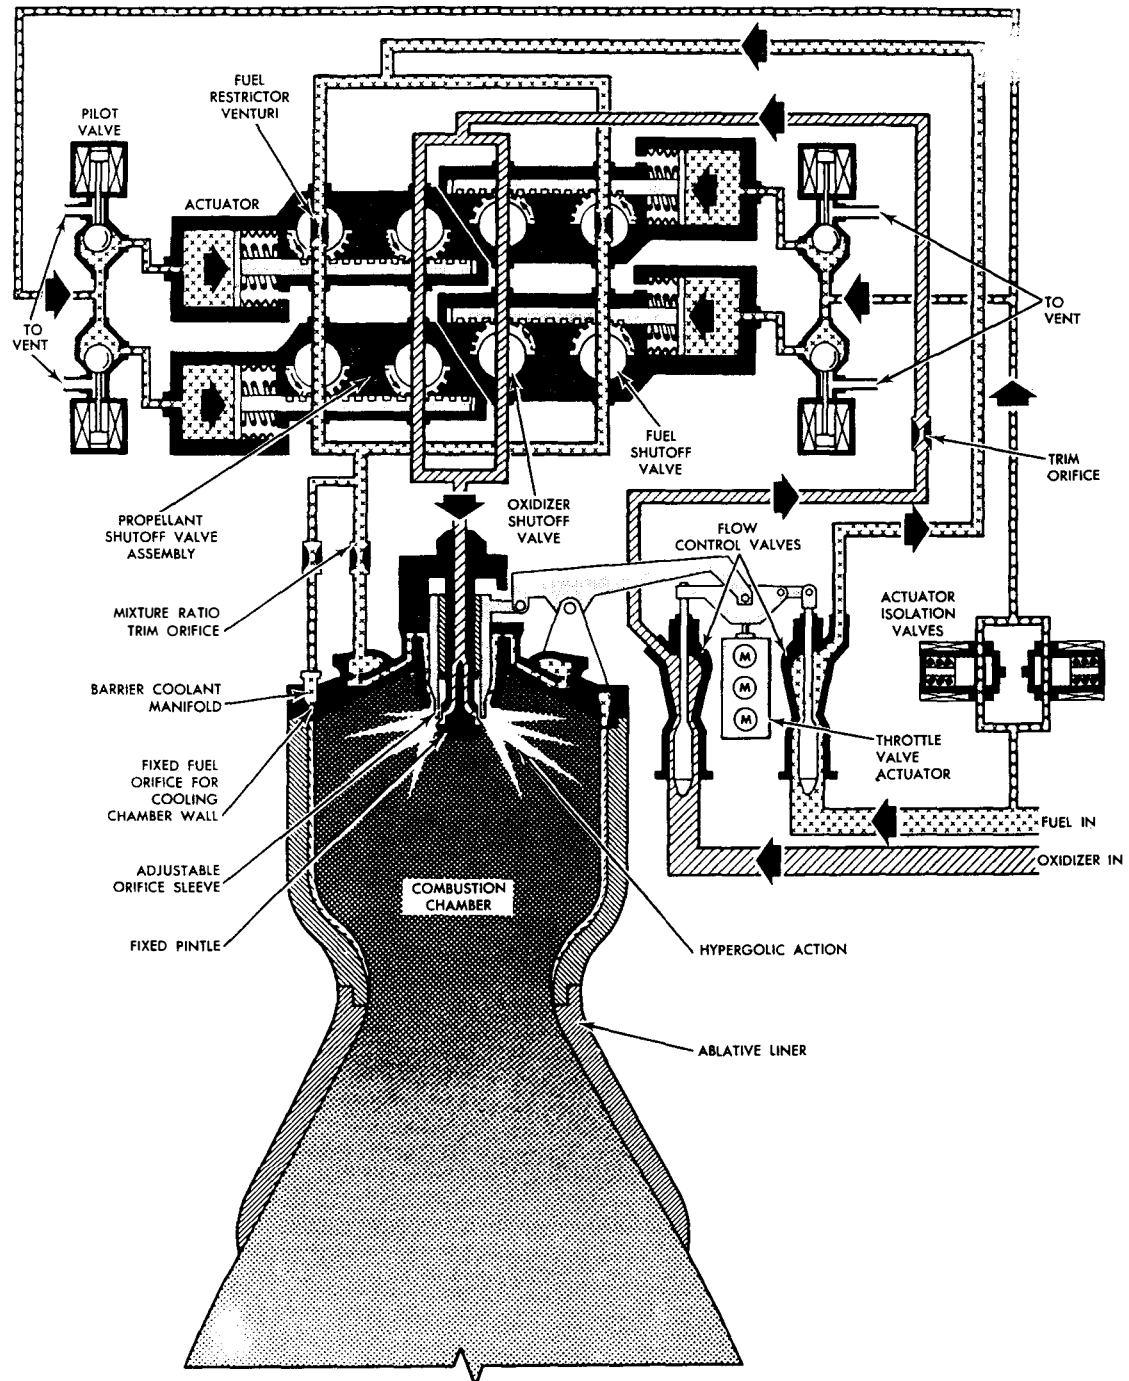 FUEL
RESTRICTOR
VENTURI
PILOT
VALVE
ACTUATOR
TO
VENT
TO
VENT
FUEL
SHUTOFF
VALVE
TRIM
ORIFICE
OXIDIZER
SHUTOFF
VALVE
PROPELLANT
SHUTOFF VALVE
ASSEMBLY
FLOW
CONTROL VALVES
ACTUATOR
ISOLATION
VALVES
MIXTURE RATIO
TRIM ORIFICE
M
M
M
BARRIER COOLANT
MANIFOLD
THROTTLE
VALVE
ACTUATOR
FIXED FUEL
ORIFICE FOR
COOLING
CHAMBER WALL
FUEL IN
OXIDIZER IN
ADJUSTABLE
ORIFICE SLEEVE
COMBUSTION
CHAMBER
FIXED PINTLE
HYPERGOLIC ACTION
ABLATIVE LINER